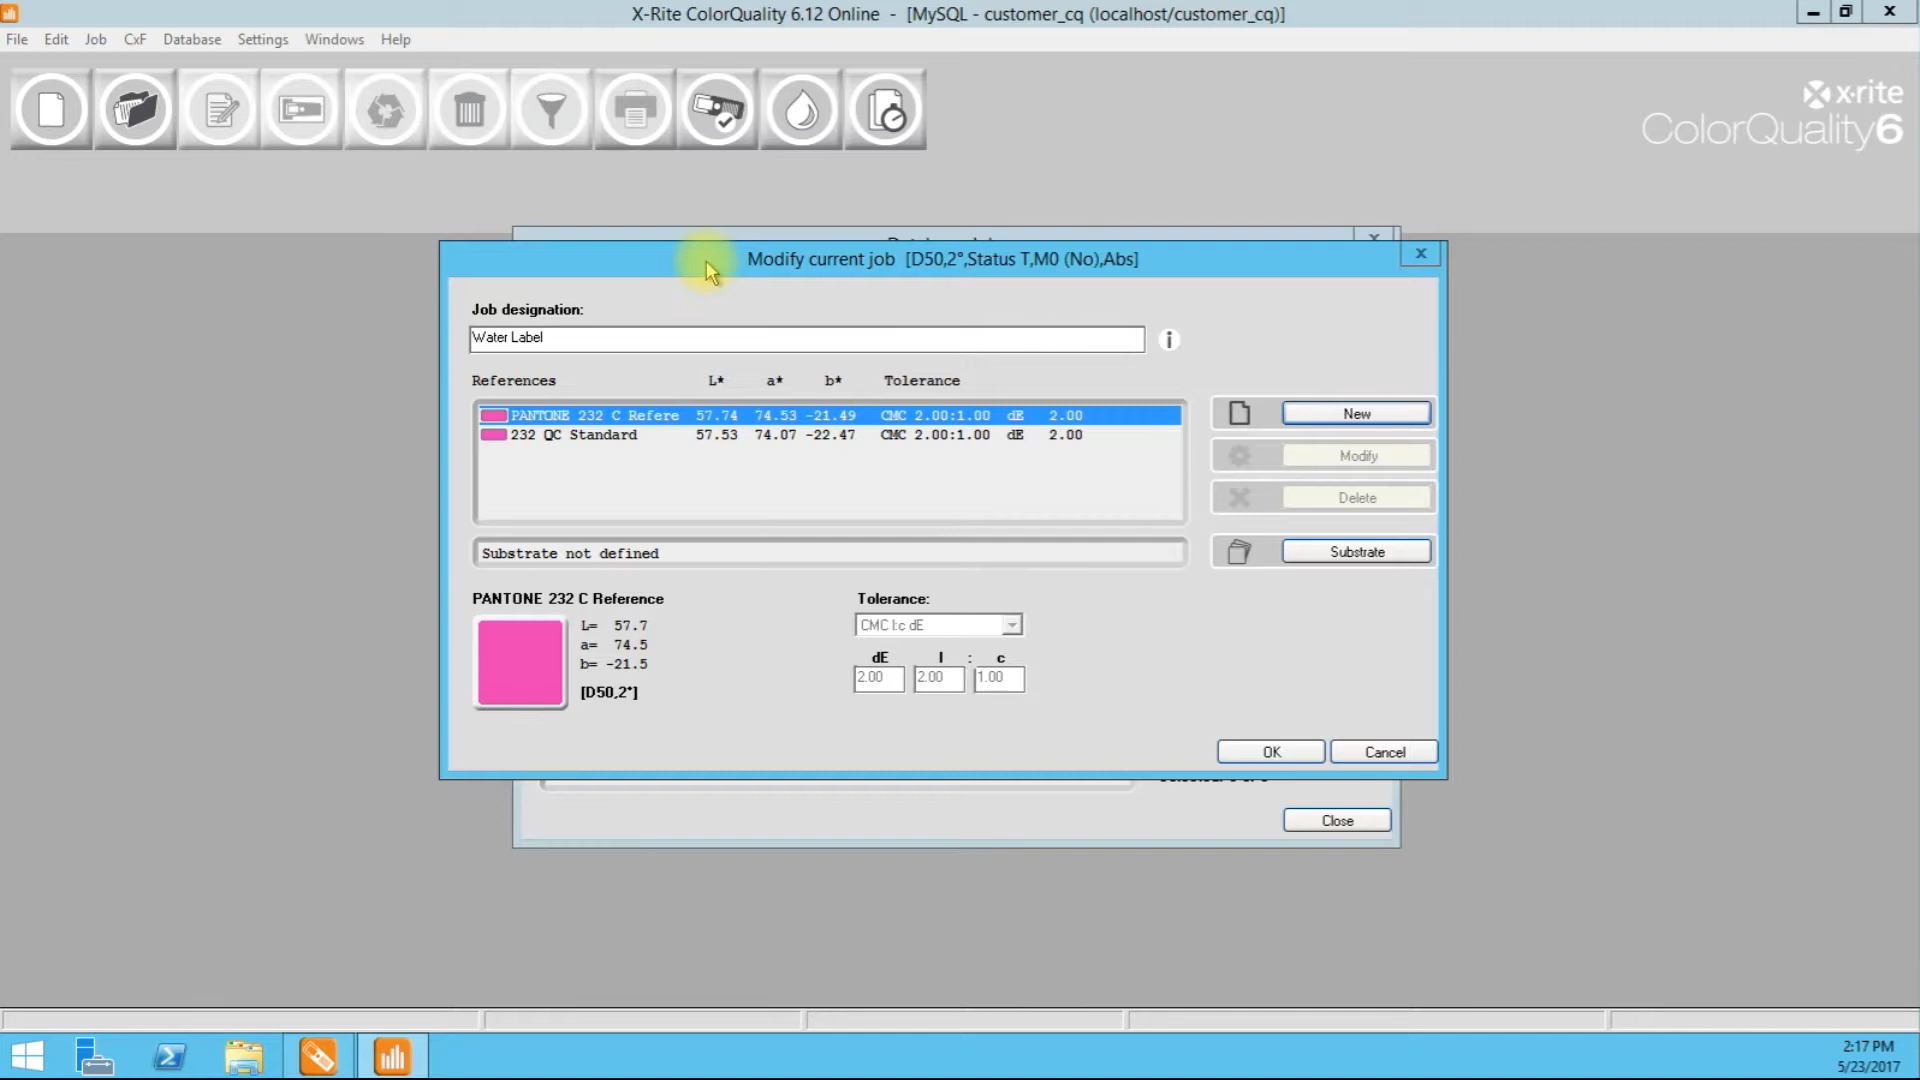 X-Rite ColorQuality 6.12 Online - [MySQL - customer_cq (localhost/customer_cq)]
File Edit Job CxF Database Settings Windows Help
x·rite
ColorQuality6
Modify current job [D50,2°,Status T,M0 (No),Abs]
Job designation:
Water Label
References L* a* b* Tolerance
PANTONE 232 C Refere 57.74 74.53 -21.49 CMC 2.00:1.00 dE 2.00
232 QC Standard 57.53 74.07 -22.47 CMC 2.00:1.00 dE 2.00
New
Modify
Delete
Substrate not defined
Substrate
PANTONE 232 C Reference
L= 57.7
a= 74.5
b= -21.5
[D50,2°]
Tolerance:
CMC l:c dE
dE l : c
2.00 2.00 1.00
OK Cancel
Close
2:17 PM
5/23/2017